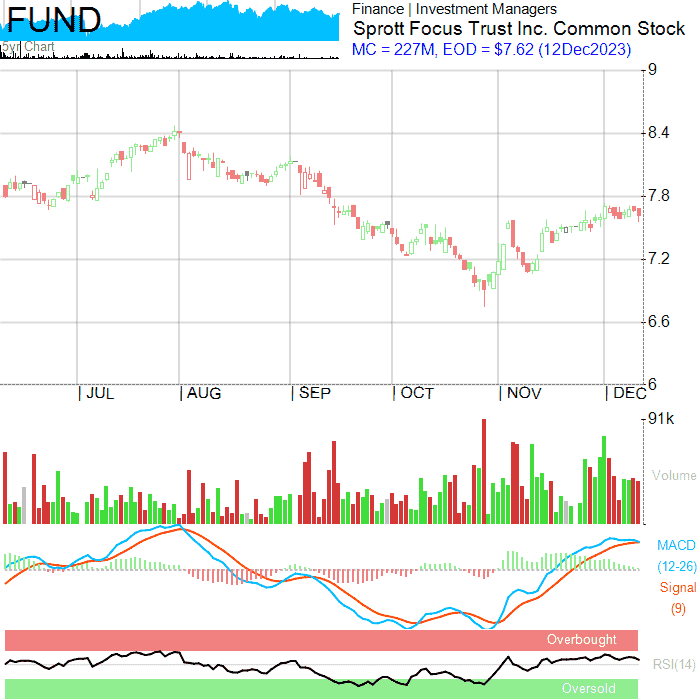 FUND
5yr Chart
Finance | Investment Managers
Sprott Focus Trust Inc. Common Stock
MC = 227M, EOD = $7.62 (12Dec2023)
9
8.4
7.8
7.2
6.6
6
| JUL | AUG | SEP | OCT | NOV | DEC
91k
Volume
MACD
(12-26)
Signal
(9)
Overbought
RSI(14)
Oversold